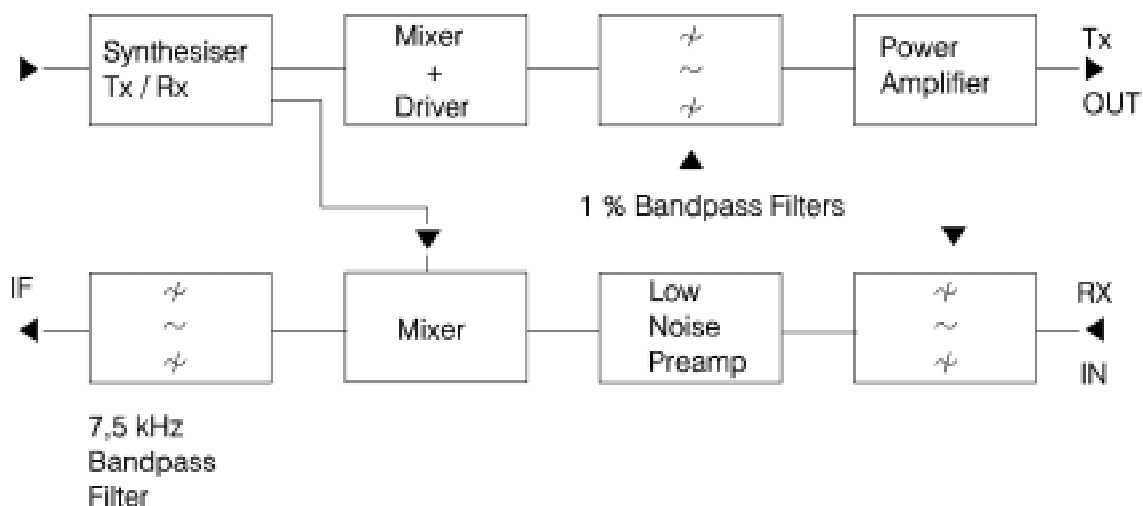 Synthesiser
Tx / Rx
Mixer
+
Driver
Power
Amplifier
Tx
OUT
1 % Bandpass Filters
IF
Mixer
Low
Noise
Preamp
RX
IN
7,5 kHz
Bandpass
Filter